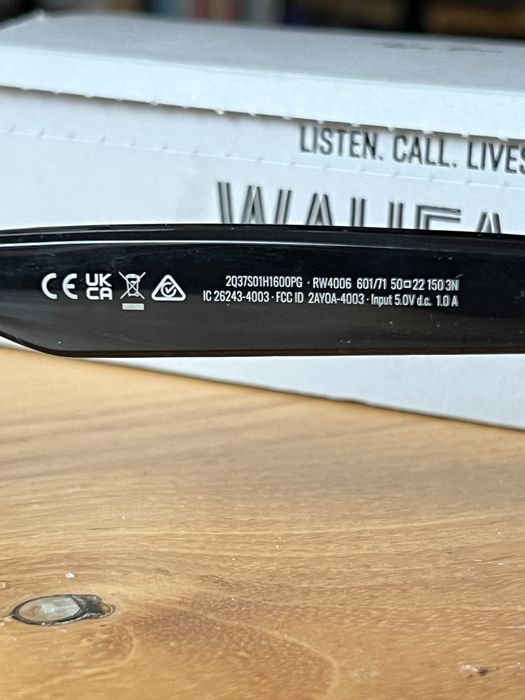 LISTEN. CALL. LIVES
CE UK CA 2Q37S01H1600PG · RW4006 601/71 50□22 150 3N
IC 26243-4003 · FCC ID 2AYOA-4003 · Input 5.0V d.c. 1.0 A